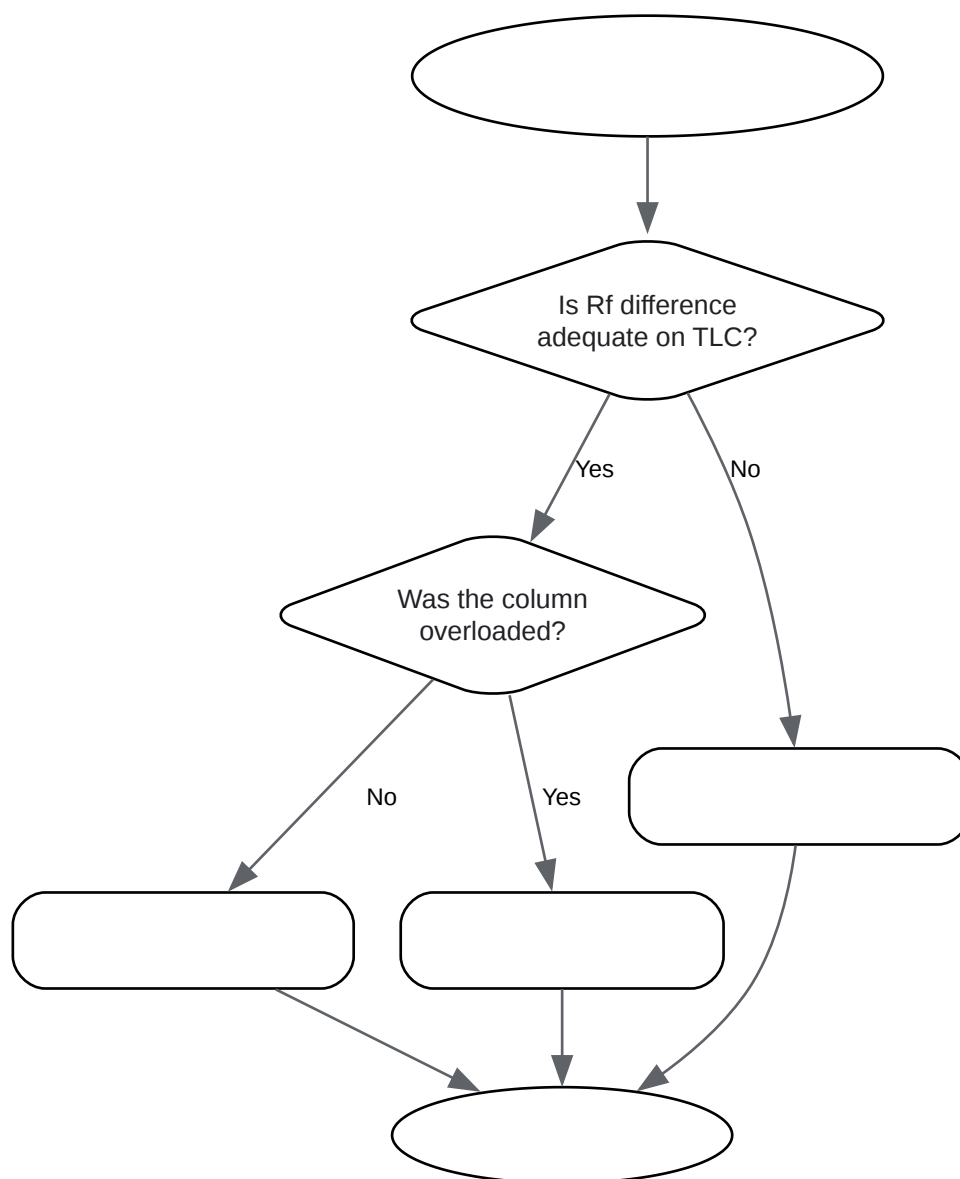 Is Rf difference
adequate on TLC?
Yes
No
Was the column
overloaded?
No
Yes